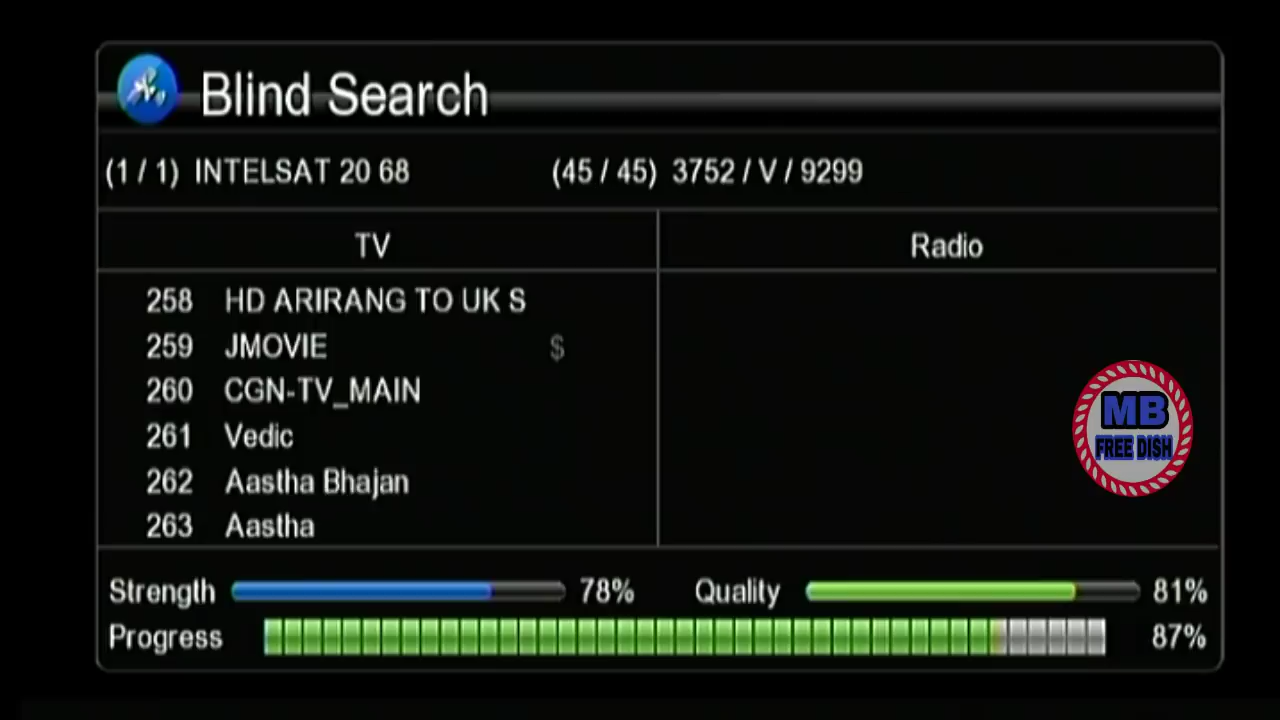 Blind Search
(1 / 1) INTELSAT 20 68 (45 / 45) 3752 / V / 9299
TV Radio
258 HD ARIRANG TO UK S
259 JMOVIE $
260 CGN-TV_MAIN
261 Vedic
262 Aastha Bhajan
263 Aastha
MB
FREE DISH
Strength 78% Quality 81%
Progress 87%